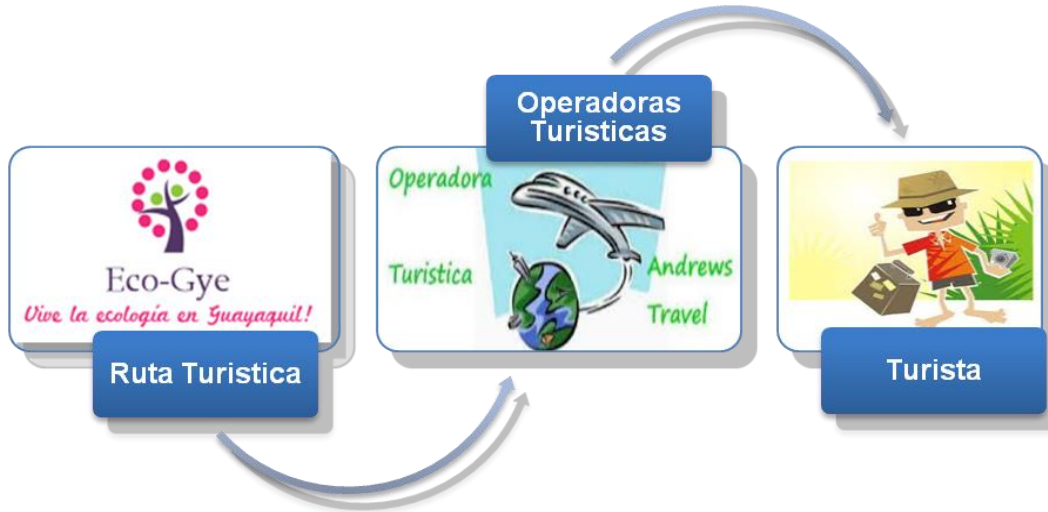 Eco-Gye
Vive la ecología en Guayaquil!
Ruta Turistica
Operadoras
Turisticas
Operadora
Turistica
Andrews
Travel
Turista